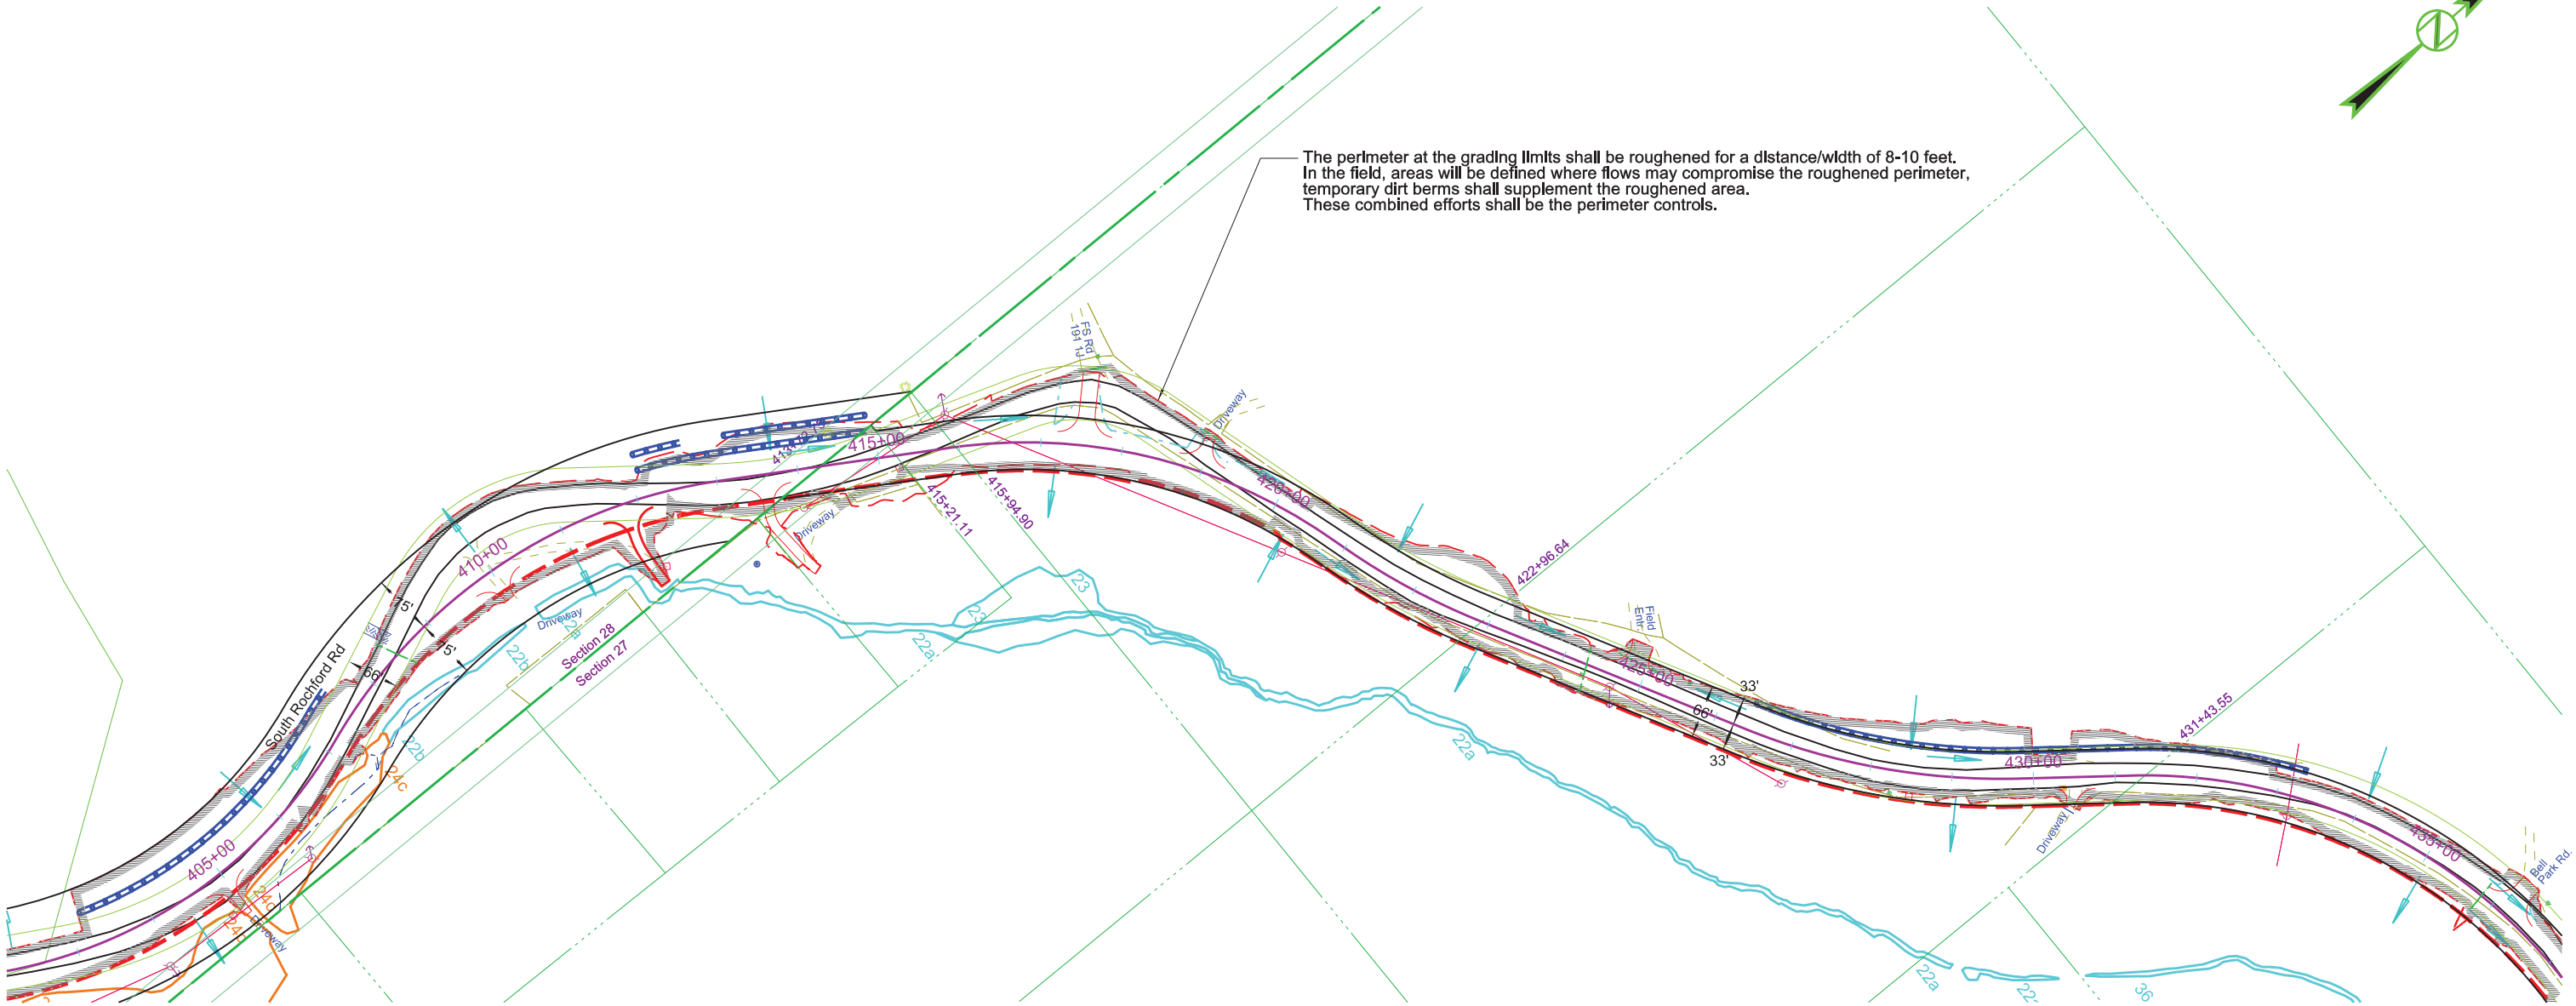 The perimeter at the grading limits shall be roughened for a distance/width of 8-10 feet.
In the field, areas will be defined where flows may compromise the roughened perimeter,
temporary dirt berms shall supplement the roughened area.
These combined efforts shall be the perimeter controls.
FS Rd
191 1J
Driveway
415+00
420+00
415+21.11
415+94.90
410+00
Driveway
422+96.64
Field
Entr.
425+00
33'
66'
33'
75'
75'
66'
South Rochford Rd
Driveway
22a
22b
Section 28
Section 27
23
23
22a
22a
22b
24c
405+00
24c
Driveway
431+43.55
430+00
Driveway
435+00
Bell
Park Rd.
22a
36